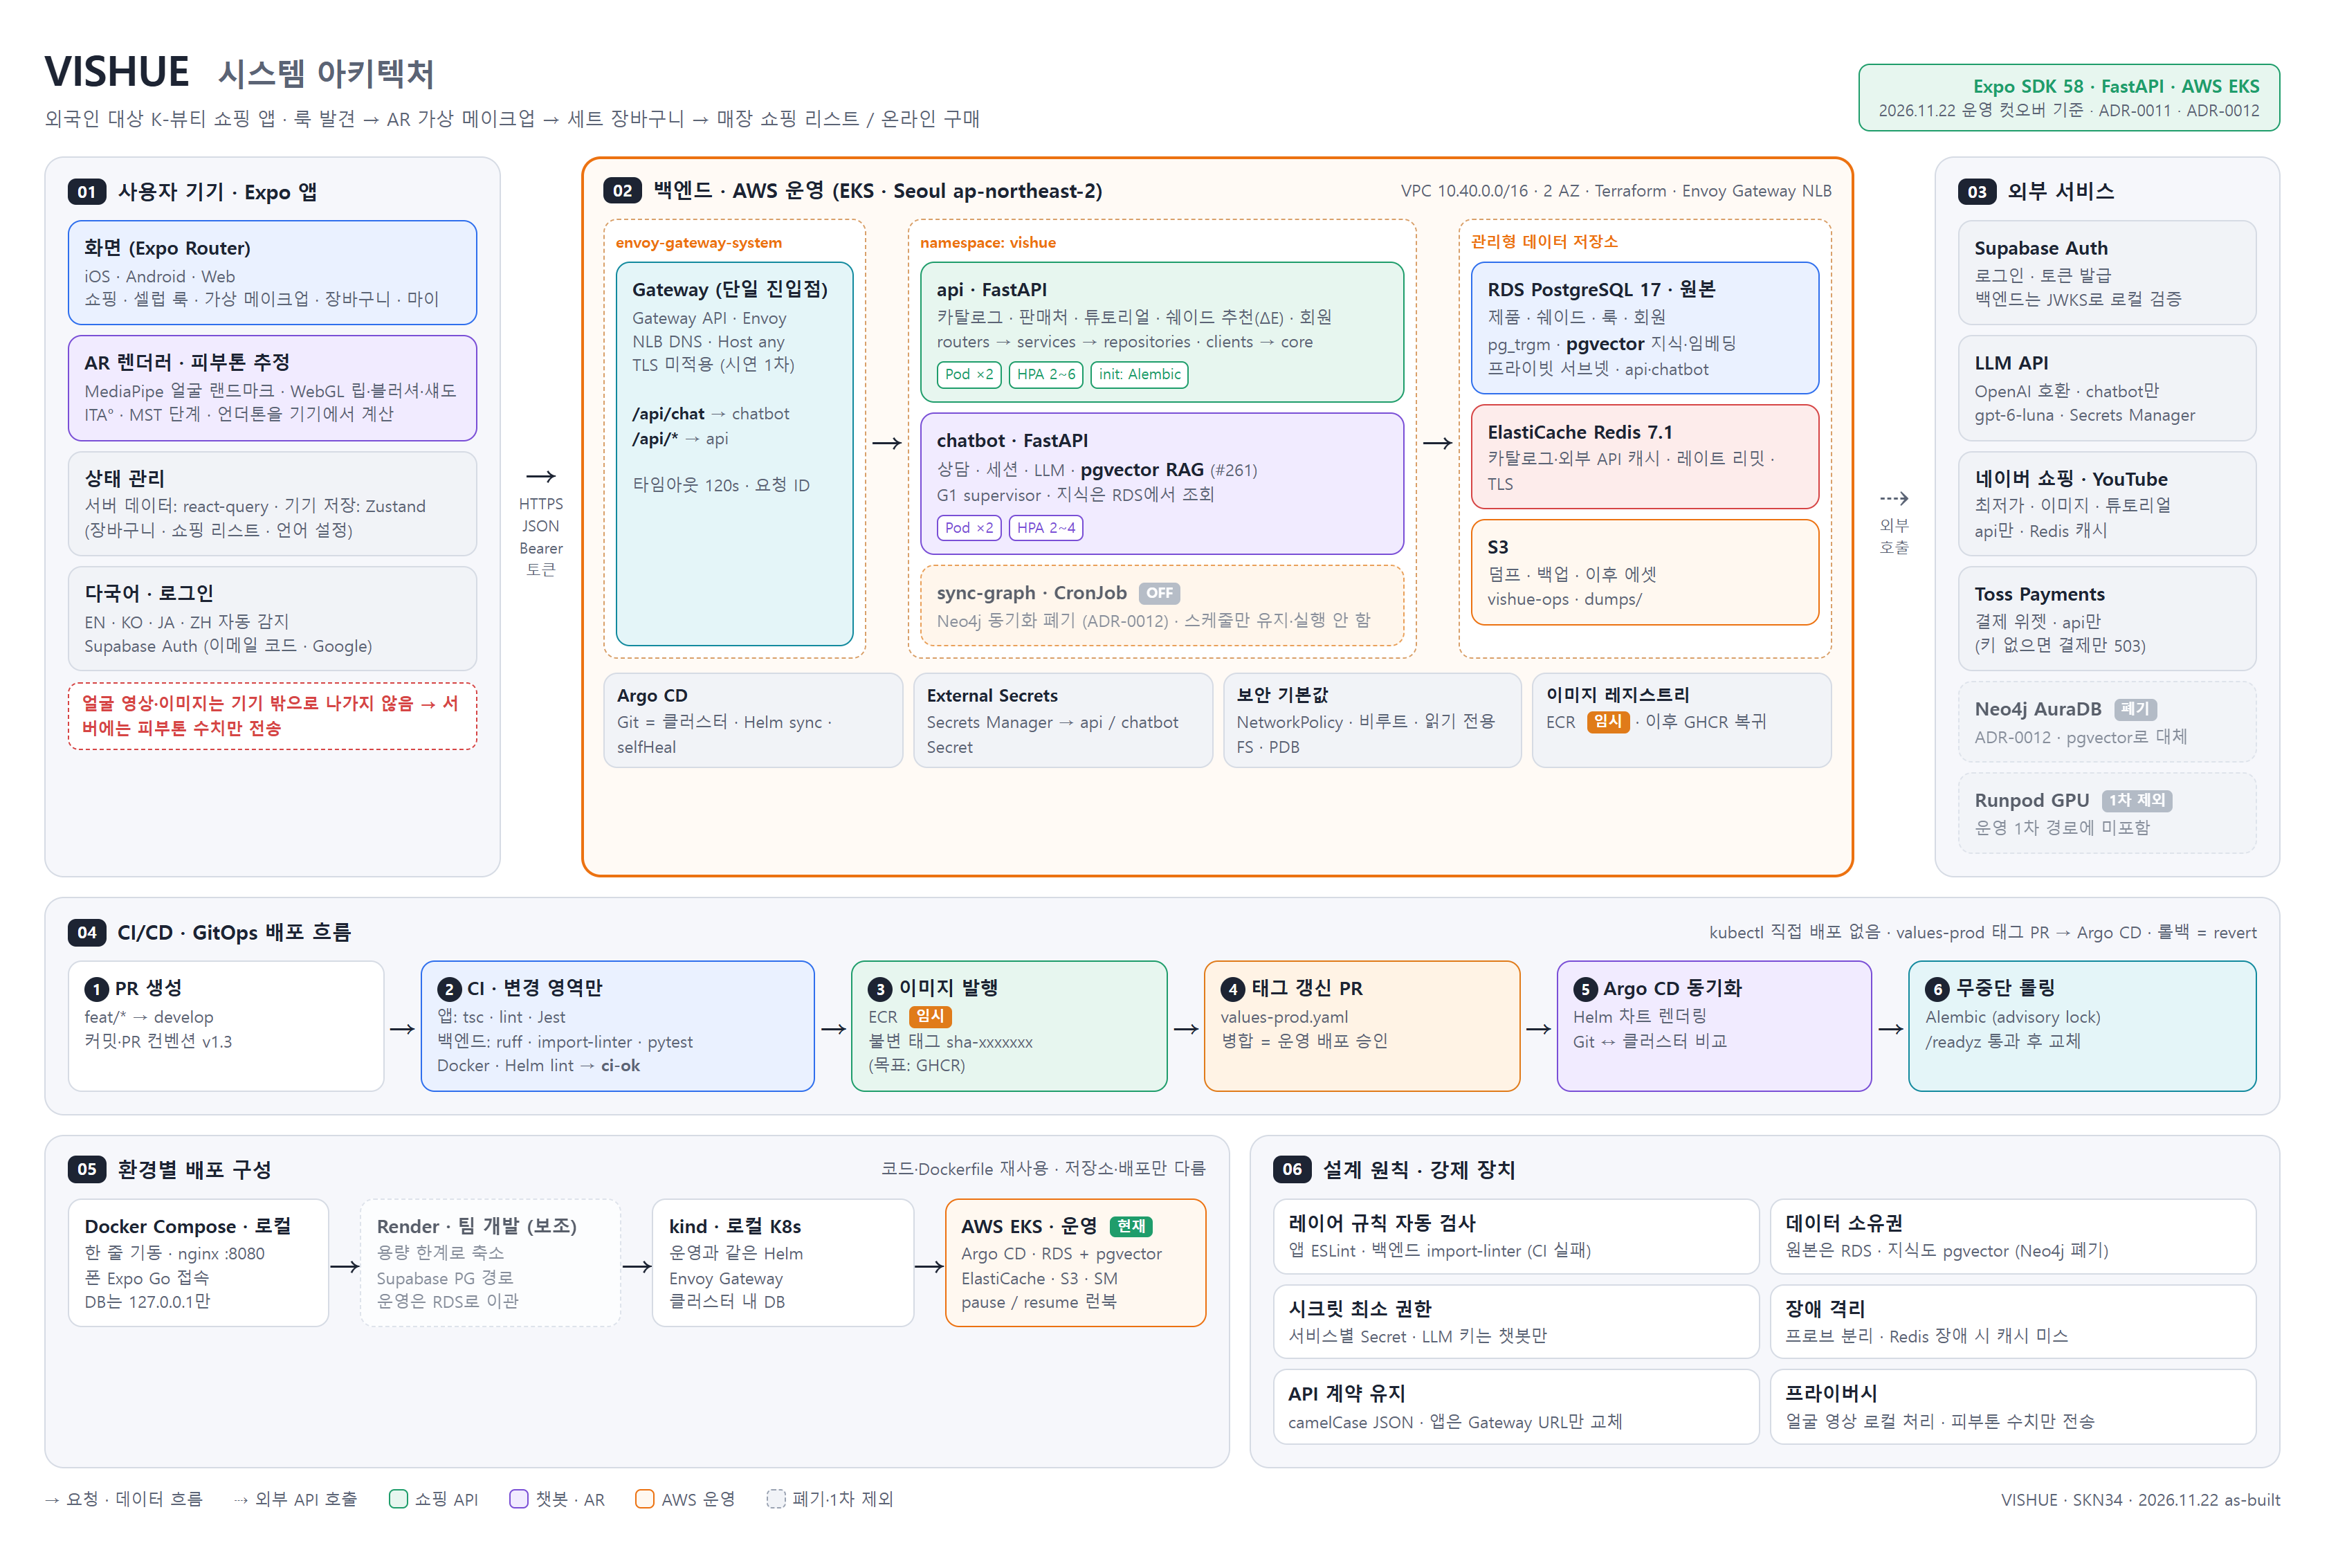 VISHUE 시스템 아키텍처
외국인 대상 K-뷰티 쇼핑 앱 · 룩 발견 → AR 가상 메이크업 → 세트 장바구니 → 매장 쇼핑 리스트 / 온라인 구매
Expo SDK 58 · FastAPI · AWS EKS
2026.11.22 운영 컷오버 기준 · ADR-0011 · ADR-0012
01 사용자 기기 · Expo 앱
화면 (Expo Router)
iOS · Android · Web
쇼핑 · 셀럽 룩 · 가상 메이크업 · 장바구니 · 마이
AR 렌더러 · 피부톤 추정
MediaPipe 얼굴 랜드마크 · WebGL 립·블러셔·섀도
ITA° · MST 단계 · 언더톤을 기기에서 계산
상태 관리
서버 데이터: react-query · 기기 저장: Zustand
(장바구니 · 쇼핑 리스트 · 언어 설정)
다국어 · 로그인
EN · KO · JA · ZH 자동 감지
Supabase Auth (이메일 코드 · Google)
얼굴 영상·이미지는 기기 밖으로 나가지 않음 → 서
버에는 피부톤 수치만 전송
→
HTTPS
JSON
Bearer
토큰
02 백엔드 · AWS 운영 (EKS · Seoul ap-northeast-2)
VPC 10.40.0.0/16 · 2 AZ · Terraform · Envoy Gateway NLB
envoy-gateway-system
Gateway (단일 진입점)
Gateway API · Envoy
NLB DNS · Host any
TLS 미적용 (시연 1차)
/api/chat → chatbot
/api/* → api
타임아웃 120s · 요청 ID
→
namespace: vishue
api · FastAPI
카탈로그 · 판매처 · 튜토리얼 · 쉐이드 추천(ΔE) · 회원
routers → services → repositories · clients → core
Pod ×2 HPA 2~6 init: Alembic
chatbot · FastAPI
상담 · 세션 · LLM · pgvector RAG (#261)
G1 supervisor · 지식은 RDS에서 조회
Pod ×2 HPA 2~4
sync-graph · CronJob OFF
Neo4j 동기화 폐기 (ADR-0012) · 스케줄만 유지·실행 안 함
→
관리형 데이터 저장소
RDS PostgreSQL 17 · 원본
제품 · 쉐이드 · 룩 · 회원
pg_trgm · pgvector 지식·임베딩
프라이빗 서브넷 · api·chatbot
ElastiCache Redis 7.1
카탈로그·외부 API 캐시 · 레이트 리밋 ·
TLS
S3
덤프 · 백업 · 이후 에셋
vishue-ops · dumps/
Argo CD
Git = 클러스터 · Helm sync ·
selfHeal
External Secrets
Secrets Manager → api / chatbot
Secret
보안 기본값
NetworkPolicy · 비루트 · 읽기 전용
FS · PDB
이미지 레지스트리
ECR 임시 · 이후 GHCR 복귀
⇢
외부
호출
03 외부 서비스
Supabase Auth
로그인 · 토큰 발급
백엔드는 JWKS로 로컬 검증
LLM API
OpenAI 호환 · chatbot만
gpt-6-luna · Secrets Manager
네이버 쇼핑 · YouTube
최저가 · 이미지 · 튜토리얼
api만 · Redis 캐시
Toss Payments
결제 위젯 · api만
(키 없으면 결제만 503)
Neo4j AuraDB 폐기
ADR-0012 · pgvector로 대체
Runpod GPU 1차 제외
운영 1차 경로에 미포함
04 CI/CD · GitOps 배포 흐름
kubectl 직접 배포 없음 · values-prod 태그 PR → Argo CD · 롤백 = revert
1 PR 생성
feat/* → develop
커밋·PR 컨벤션 v1.3
→
2 CI · 변경 영역만
앱: tsc · lint · Jest
백엔드: ruff · import-linter · pytest
Docker · Helm lint → ci-ok
→
3 이미지 발행
ECR 임시
불변 태그 sha-xxxxxxx
(목표: GHCR)
→
4 태그 갱신 PR
values-prod.yaml
병합 = 운영 배포 승인
→
5 Argo CD 동기화
Helm 차트 렌더링
Git ↔ 클러스터 비교
→
6 무중단 롤링
Alembic (advisory lock)
/readyz 통과 후 교체
05 환경별 배포 구성
코드·Dockerfile 재사용 · 저장소·배포만 다름
Docker Compose · 로컬
한 줄 기동 · nginx :8080
폰 Expo Go 접속
DB는 127.0.0.1만
→
Render · 팀 개발 (보조)
용량 한계로 축소
Supabase PG 경로
운영은 RDS로 이관
→
kind · 로컬 K8s
운영과 같은 Helm
Envoy Gateway
클러스터 내 DB
→
AWS EKS · 운영 현재
Argo CD · RDS + pgvector
ElastiCache · S3 · SM
pause / resume 런북
06 설계 원칙 · 강제 장치
레이어 규칙 자동 검사
앱 ESLint · 백엔드 import-linter (CI 실패)
데이터 소유권
원본은 RDS · 지식도 pgvector (Neo4j 폐기)
시크릿 최소 권한
서비스별 Secret · LLM 키는 챗봇만
장애 격리
프로브 분리 · Redis 장애 시 캐시 미스
API 계약 유지
camelCase JSON · 앱은 Gateway URL만 교체
프라이버시
얼굴 영상 로컬 처리 · 피부톤 수치만 전송
→ 요청 · 데이터 흐름 ⇢ 외부 API 호출 쇼핑 API 챗봇 · AR AWS 운영 폐기·1차 제외
VISHUE · SKN34 · 2026.11.22 as-built